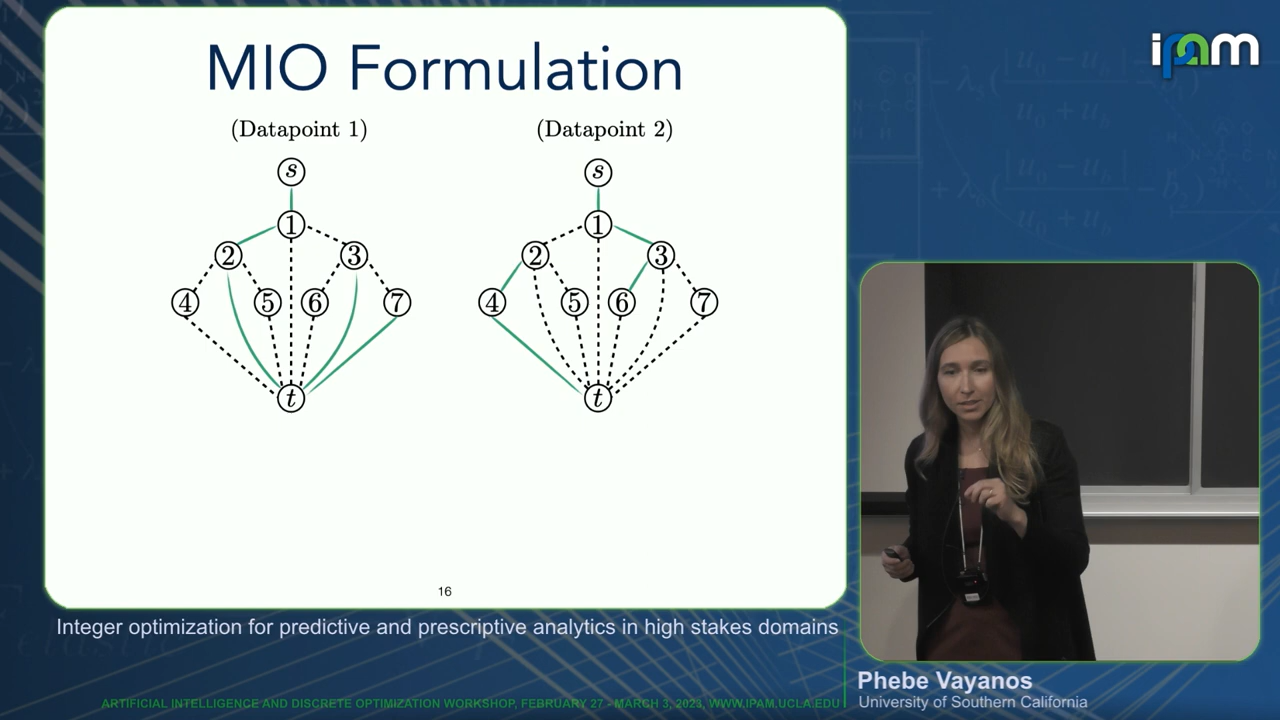 MIO Formulation
(Datapoint 1)
(Datapoint 2)
s
1
2 3
4 5 6 7
t
s
1
2 3
4 5 6 7
t
16
ipam
Integer optimization for predictive and prescriptive analytics in high stakes domains
Phebe Vayanos
University of Southern California
ARTIFICIAL INTELLIGENCE AND DISCRETE OPTIMIZATION WORKSHOP, FEBRUARY 27 - MARCH 3, 2023, WWW.IPAM.UCLA.EDU